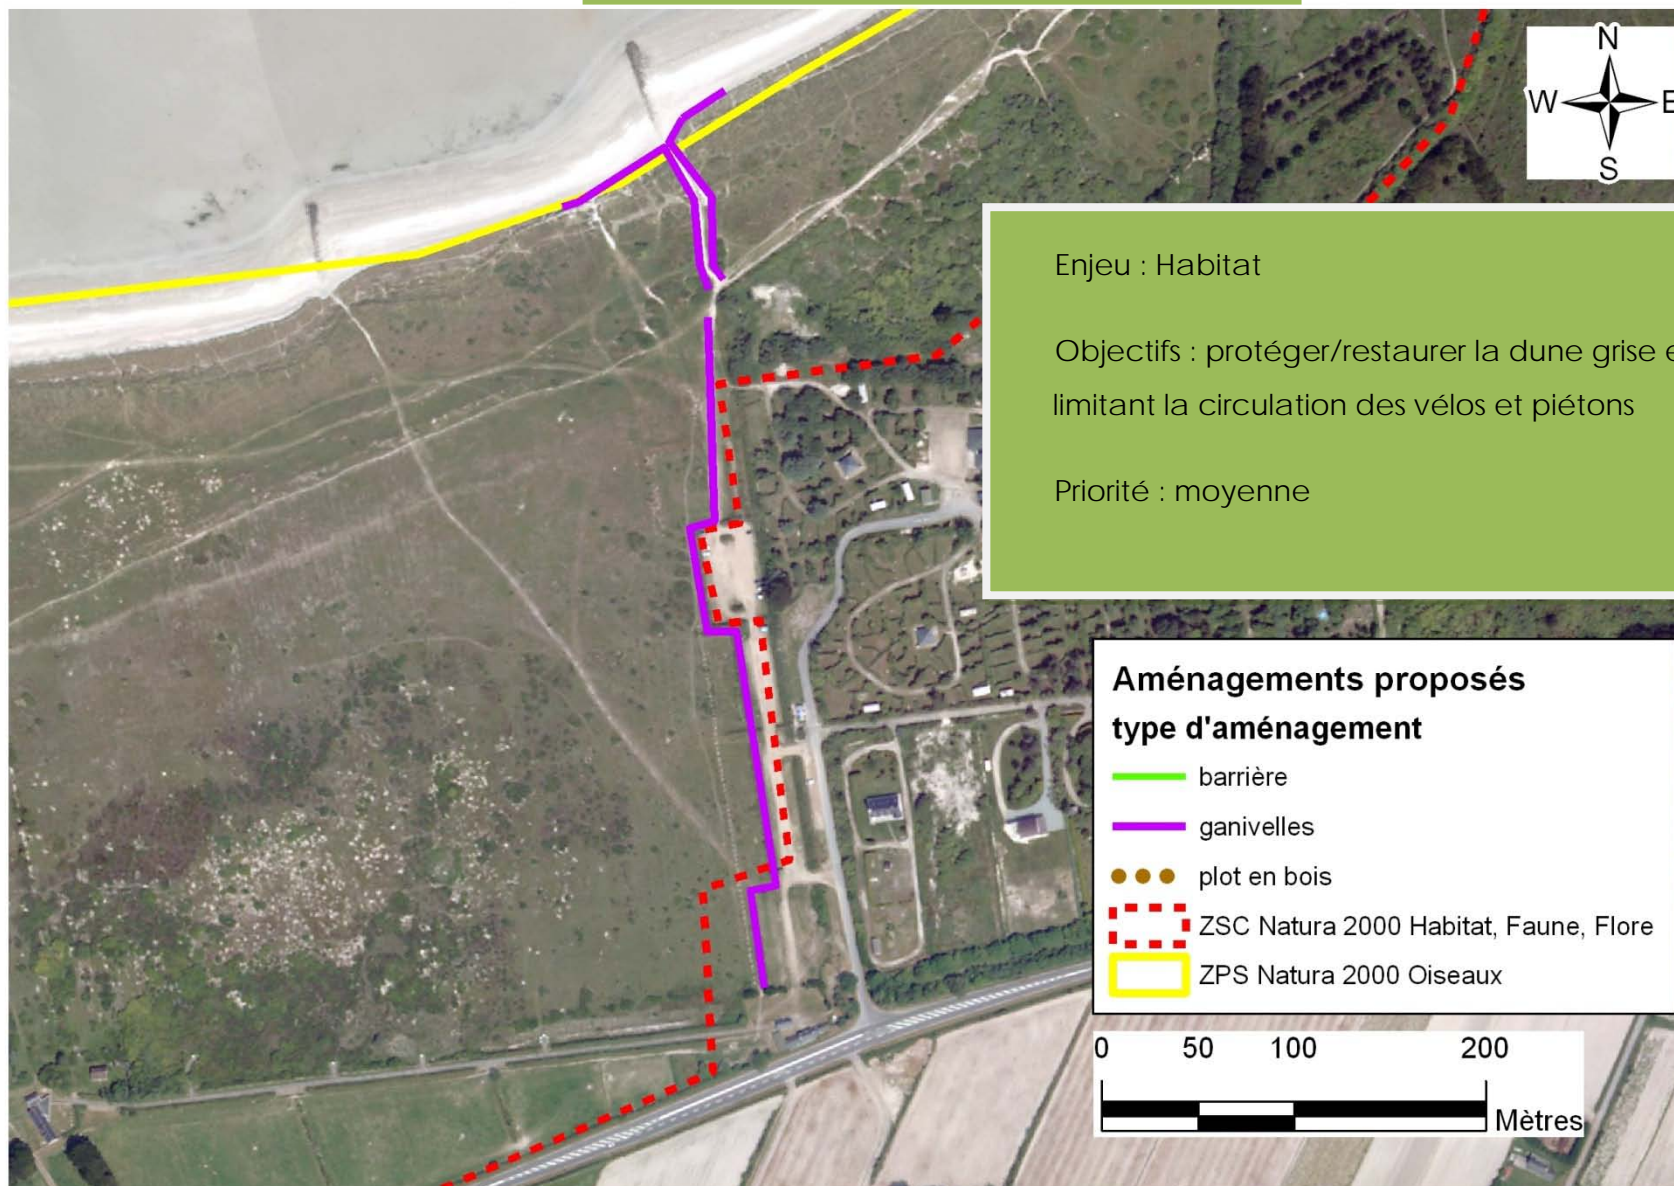 N
W E
S
Enjeu : Habitat
Objectifs : protéger/restaurer la dune grise e
limitant la circulation des vélos et piétons
Priorité : moyenne
Aménagements proposés
type d'aménagement
barrière
ganivelles
plot en bois
ZSC Natura 2000 Habitat, Faune, Flore
ZPS Natura 2000 Oiseaux
0 50 100 200
Mètres